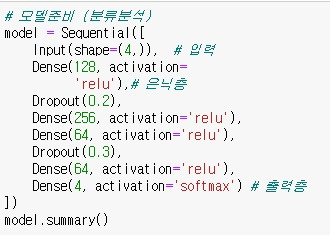 # 모델준비 (분류분석)
model = Sequential([
    Input(shape=(4,)),  # 입력
    Dense(128, activation=
         'relu'),# 은닉층
    Dropout(0.2),
    Dense(256, activation='relu'),
    Dense(64, activation='relu'),
    Dropout(0.3),
    Dense(64, activation='relu'),
    Dense(4, activation='softmax') # 출력층
])
model.summary()